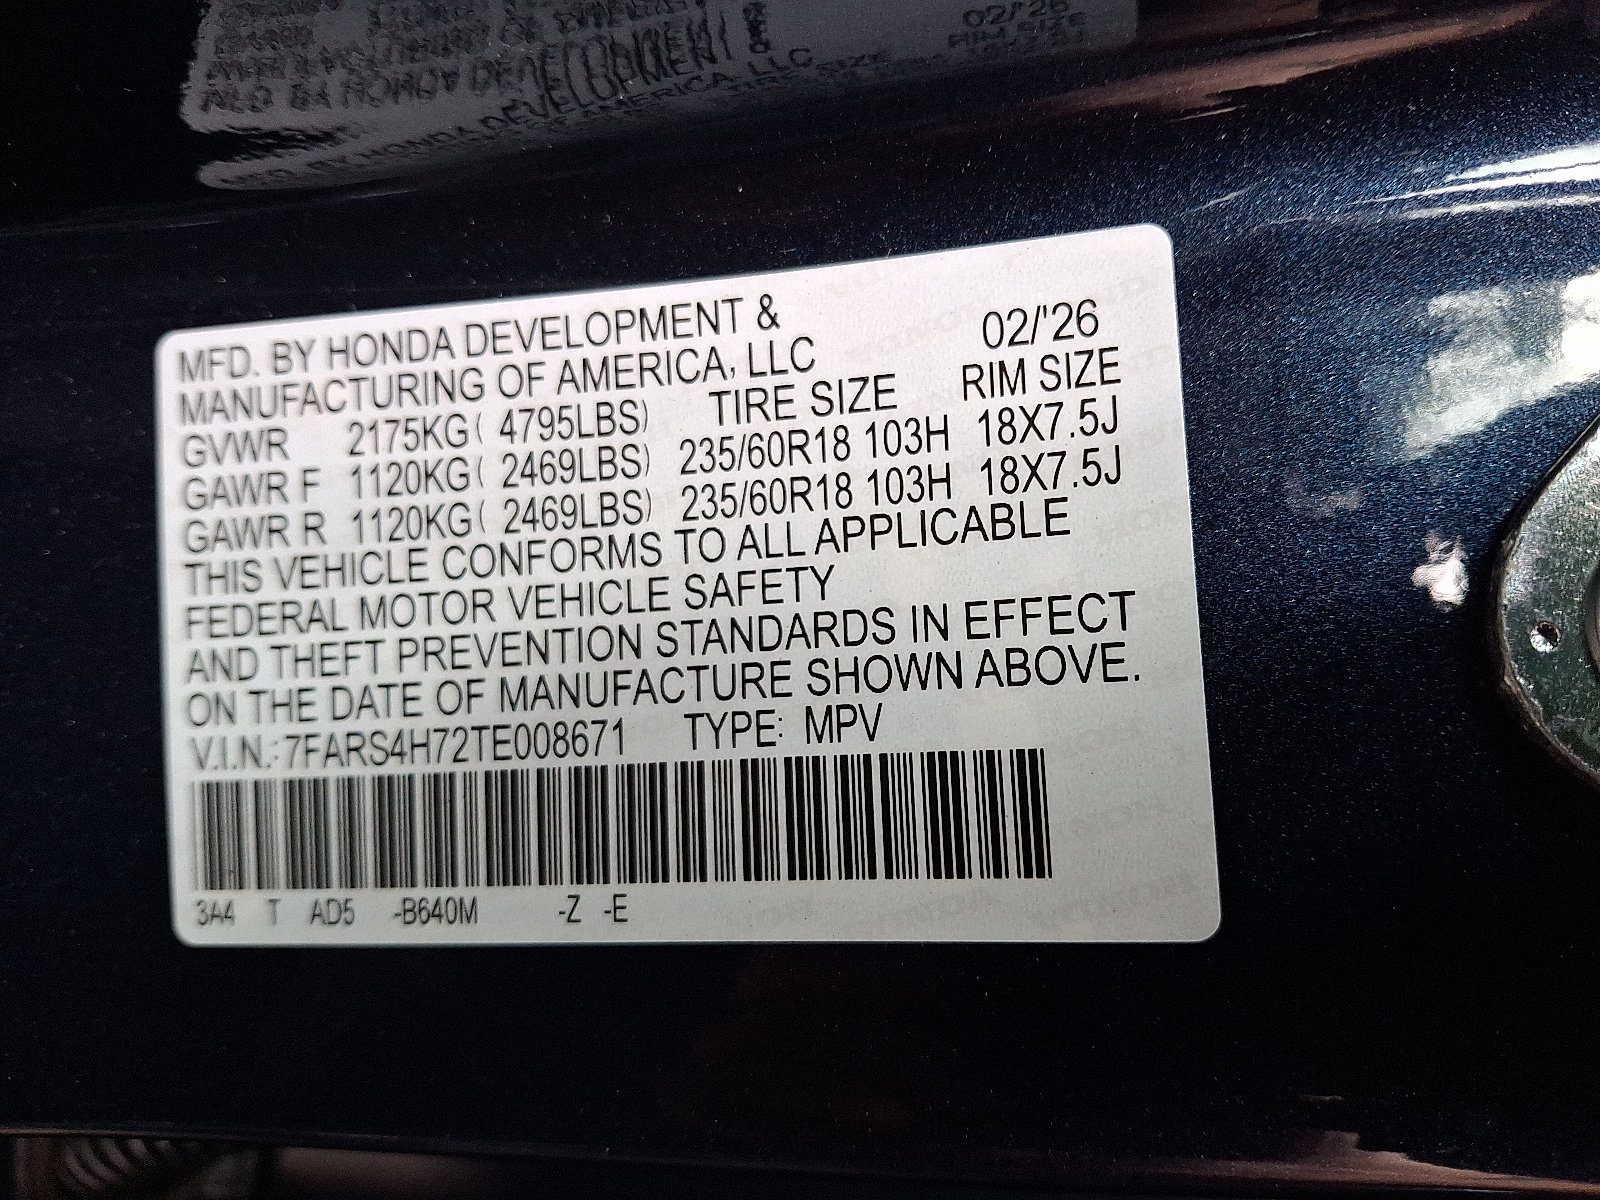 MFD. BY HONDA DEVELOPMENT &
MANUFACTURING OF AMERICA, LLC 02/'26
GVWR 2175KG( 4795LBS) TIRE SIZE RIM SIZE
GAWR F 1120KG( 2469LBS) 235/60R18 103H 18X7.5J
GAWR R 1120KG( 2469LBS) 235/60R18 103H 18X7.5J
THIS VEHICLE CONFORMS TO ALL APPLICABLE
FEDERAL MOTOR VEHICLE SAFETY
AND THEFT PREVENTION STANDARDS IN EFFECT
ON THE DATE OF MANUFACTURE SHOWN ABOVE.
V.I.N.:7FARS4H72TE008671 TYPE: MPV
3A4 T AD5 -B640M -Z -E